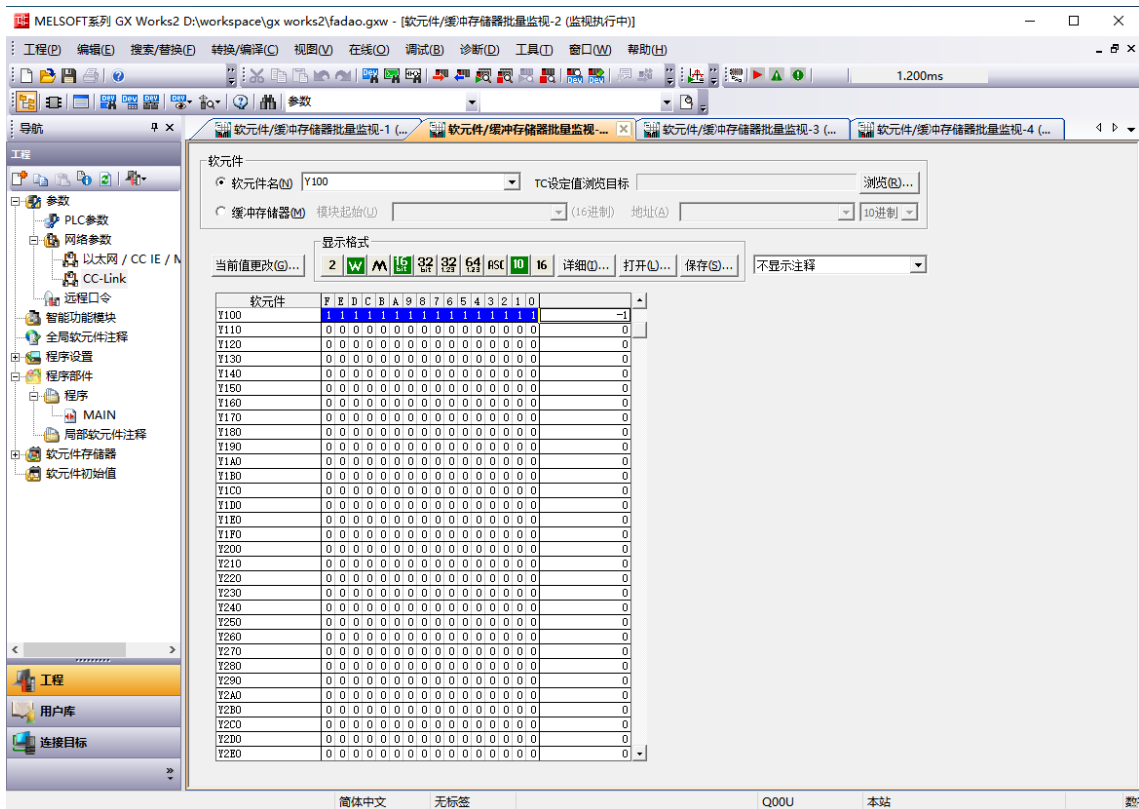 MELSOFT系列 GX Works2 D:\workspace\gx works2\fadao.gxw - [软元件/缓冲存储器批量监视-2 (监视执行中)]
工程(P) 编辑(E) 搜索/替换(F) 转换/编译(C) 视图(V) 在线(O) 调试(B) 诊断(D) 工具(T) 窗口(W) 帮助(H)
1.200ms
参数
导航
软元件/缓冲存储器批量监视-1 (... 软元件/缓冲存储器批量监视-... 软元件/缓冲存储器批量监视-3 (... 软元件/缓冲存储器批量监视-4 (...
工程
参数
PLC参数
网络参数
以太网 / CC IE / N
CC-Link
远程口令
智能功能模块
全局软元件注释
程序设置
程序部件
程序
MAIN
局部软元件注释
软元件存储器
软元件初始值
工程
用户库
连接目标
软元件
软元件名(N) Y100 TC设定值浏览目标 浏览(R)...
缓冲存储器(M) 模块起始(U) (16进制) 地址(A) 10进制
显示格式
当前值更改(G)... 2 W M 16bit 32bit 32 1.23 64 1.23 ASC 10 16 详细(I)... 打开(L)... 保存(S)... 不显示注释
软元件 F E D C B A 9 8 7 6 5 4 3 2 1 0
Y100 1 1 1 1 1 1 1 1 1 1 1 1 1 1 1 1 -1
Y110 0 0 0 0 0 0 0 0 0 0 0 0 0 0 0 0 0
Y120 0 0 0 0 0 0 0 0 0 0 0 0 0 0 0 0 0
Y130 0 0 0 0 0 0 0 0 0 0 0 0 0 0 0 0 0
Y140 0 0 0 0 0 0 0 0 0 0 0 0 0 0 0 0 0
Y150 0 0 0 0 0 0 0 0 0 0 0 0 0 0 0 0 0
Y160 0 0 0 0 0 0 0 0 0 0 0 0 0 0 0 0 0
Y170 0 0 0 0 0 0 0 0 0 0 0 0 0 0 0 0 0
Y180 0 0 0 0 0 0 0 0 0 0 0 0 0 0 0 0 0
Y190 0 0 0 0 0 0 0 0 0 0 0 0 0 0 0 0 0
Y1A0 0 0 0 0 0 0 0 0 0 0 0 0 0 0 0 0 0
Y1B0 0 0 0 0 0 0 0 0 0 0 0 0 0 0 0 0 0
Y1C0 0 0 0 0 0 0 0 0 0 0 0 0 0 0 0 0 0
Y1D0 0 0 0 0 0 0 0 0 0 0 0 0 0 0 0 0 0
Y1E0 0 0 0 0 0 0 0 0 0 0 0 0 0 0 0 0 0
Y1F0 0 0 0 0 0 0 0 0 0 0 0 0 0 0 0 0 0
Y200 0 0 0 0 0 0 0 0 0 0 0 0 0 0 0 0 0
Y210 0 0 0 0 0 0 0 0 0 0 0 0 0 0 0 0 0
Y220 0 0 0 0 0 0 0 0 0 0 0 0 0 0 0 0 0
Y230 0 0 0 0 0 0 0 0 0 0 0 0 0 0 0 0 0
Y240 0 0 0 0 0 0 0 0 0 0 0 0 0 0 0 0 0
Y250 0 0 0 0 0 0 0 0 0 0 0 0 0 0 0 0 0
Y260 0 0 0 0 0 0 0 0 0 0 0 0 0 0 0 0 0
Y270 0 0 0 0 0 0 0 0 0 0 0 0 0 0 0 0 0
Y280 0 0 0 0 0 0 0 0 0 0 0 0 0 0 0 0 0
Y290 0 0 0 0 0 0 0 0 0 0 0 0 0 0 0 0 0
Y2A0 0 0 0 0 0 0 0 0 0 0 0 0 0 0 0 0 0
Y2B0 0 0 0 0 0 0 0 0 0 0 0 0 0 0 0 0 0
Y2C0 0 0 0 0 0 0 0 0 0 0 0 0 0 0 0 0 0
Y2D0 0 0 0 0 0 0 0 0 0 0 0 0 0 0 0 0 0
Y2E0 0 0 0 0 0 0 0 0 0 0 0 0 0 0 0 0 0
简体中文 无标签 Q00U 本站